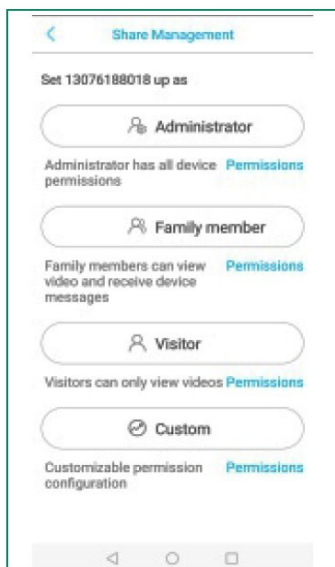 Share Management
Set 13076188018 up as
Administrator
Administrator has all device Permissions
permissions
Family member
Family members can view Permissions
video and receive device
messages
Visitor
Visitors can only view videos Permissions
Custom
Customizable permission Permissions
configuration